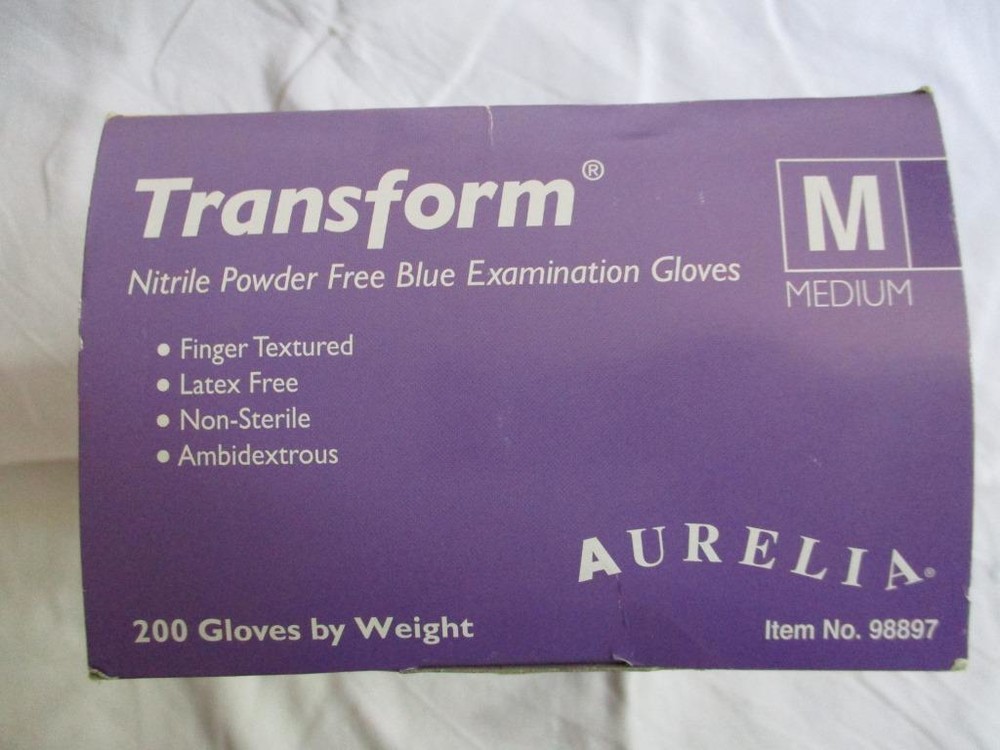 Transform®
M
Nitrile Powder Free Blue Examination Gloves
MEDIUM
● Finger Textured
● Latex Free
● Non-Sterile
● Ambidextrous
AURELIA®
200 Gloves by Weight
Item No. 98897